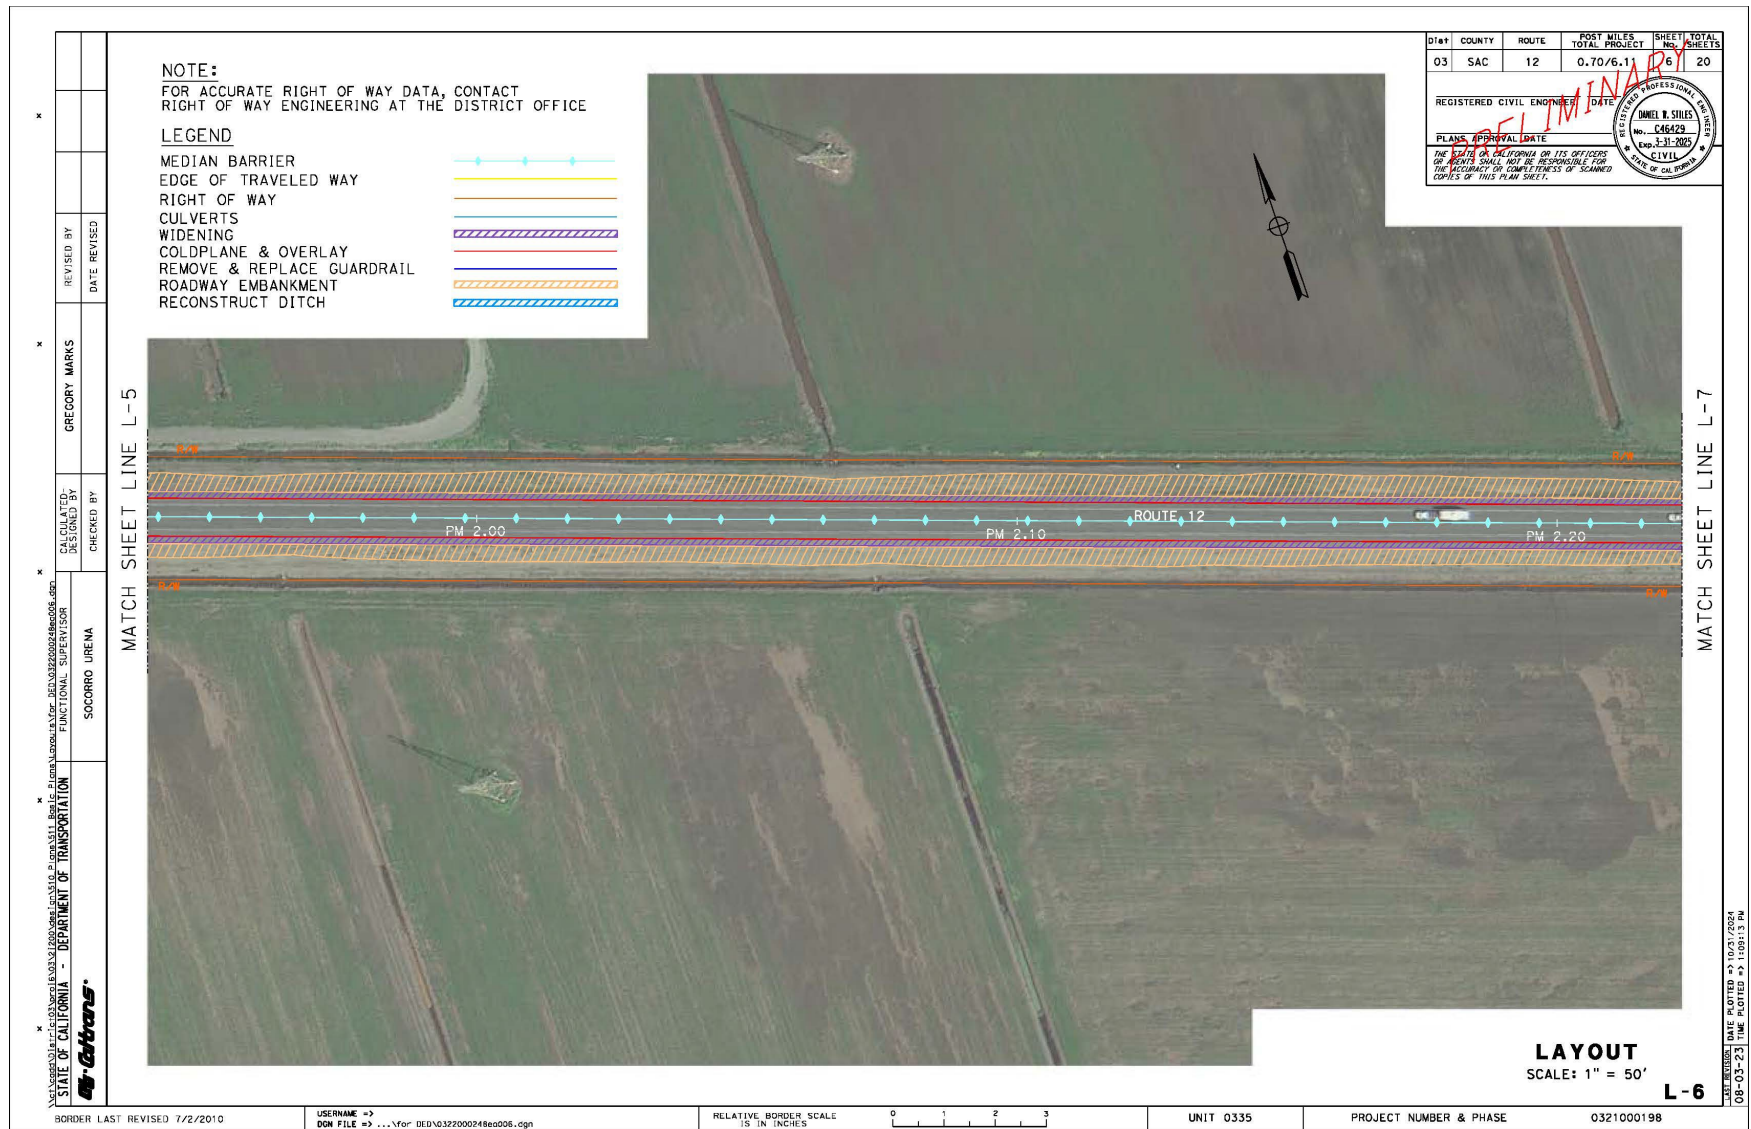 NOTE:
FOR ACCURATE RIGHT OF WAY DATA, CONTACT
RIGHT OF WAY ENGINEERING AT THE DISTRICT OFFICE
LEGEND
MEDIAN BARRIER
EDGE OF TRAVELED WAY
RIGHT OF WAY
CULVERTS
WIDENING
COLDPLANE & OVERLAY
REMOVE & REPLACE GUARDRAIL
ROADWAY EMBANKMENT
RECONSTRUCT DITCH
Dist COUNTY ROUTE POST MILES TOTAL PROJECT SHEET No. TOTAL SHEETS
03 SAC 12 0.70/6.11 6 20
PRELIMINARY
REGISTERED CIVIL ENGINEER DATE
PLANS APPROVAL DATE
THE STATE OF CALIFORNIA OR ITS OFFICERS
OR AGENTS SHALL NOT BE RESPONSIBLE FOR
THE ACCURACY OR COMPLETENESS OF SCANNED
COPIES OF THIS PLAN SHEET.
REGISTERED PROFESSIONAL ENGINEER
DANIEL W. STILES
No. C46429
Exp. 3-31-2025
CIVIL
STATE OF CALIFORNIA
REVISED BY
DATE REVISED
GREGORY MARKS
CALCULATED-
DESIGNED BY
CHECKED BY
FUNCTIONAL SUPERVISOR
SOCORRO URENA
STATE OF CALIFORNIA - DEPARTMENT OF TRANSPORTATION
Caltrans
MATCH SHEET LINE L-5
MATCH SHEET LINE L-7
R/W
R/W
R/W
R/W
ROUTE 12
PM 2.00
PM 2.10
PM 2.20
LAYOUT
SCALE: 1" = 50'
L-6
LAST REVISION
08-03-23
DATE PLOTTED => 10/31/2024
TIME PLOTTED => 1:09:13 PM
BORDER LAST REVISED 7/2/2010
USERNAME =>
DGN FILE => ...\for DED\0322000248ea006.dgn
RELATIVE BORDER SCALE
IS IN INCHES
0 1 2 3
UNIT 0335
PROJECT NUMBER & PHASE
0321000198